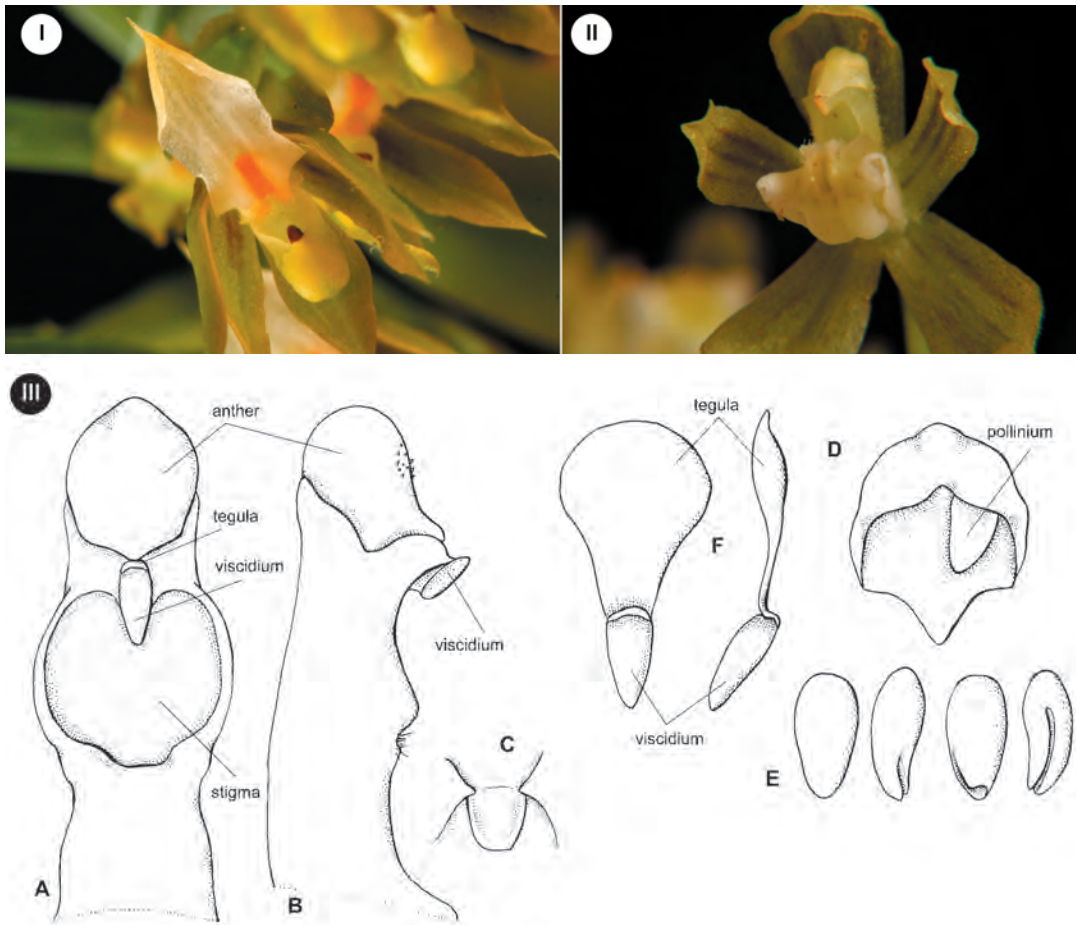 I
II
III
anther
tegula
viscidium
viscidium
stigma
A
B
C
tegula
F
viscidium
D
pollinium
E